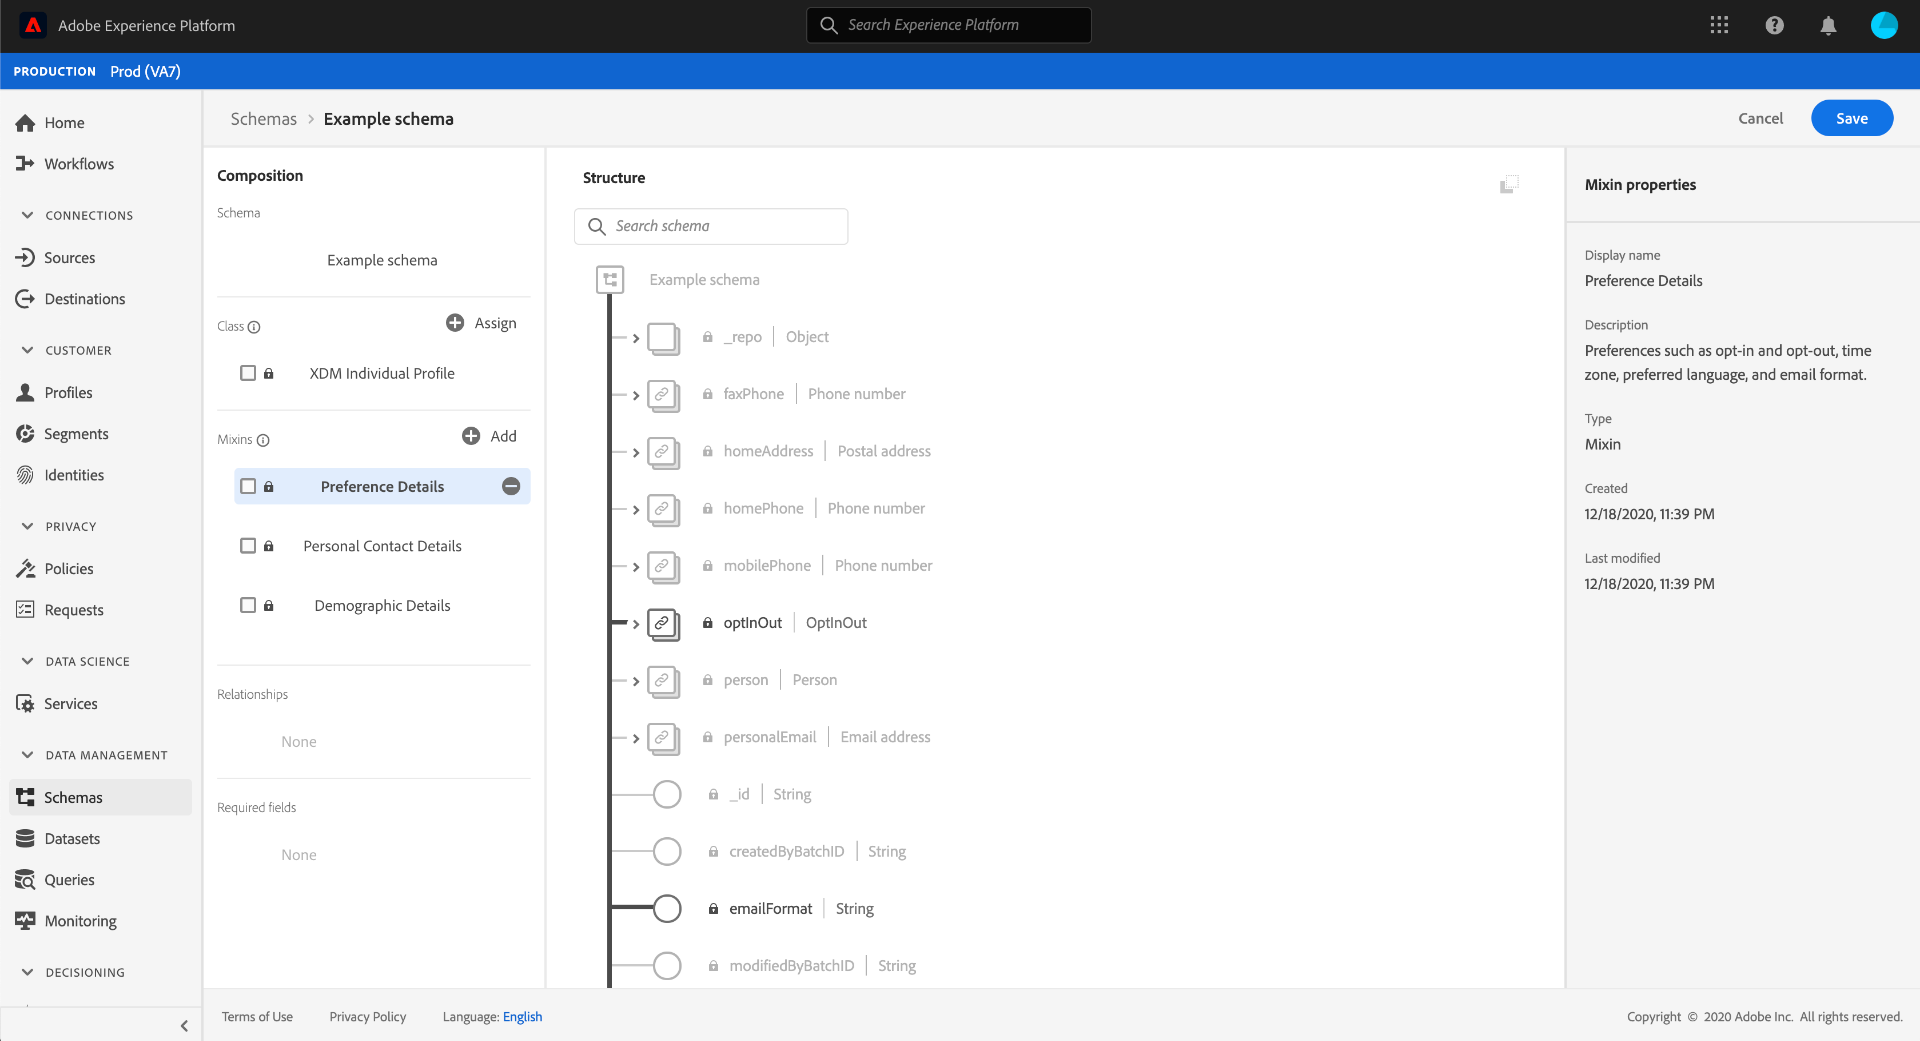 Adobe Experience Platform
Search Experience Platform
PRODUCTION Prod (VA7)
Home
Workflows
CONNECTIONS
Sources
Destinations
CUSTOMER
Profiles
Segments
Identities
PRIVACY
Policies
Requests
DATA SCIENCE
Services
DATA MANAGEMENT
Schemas
Datasets
Queries
Monitoring
DECISIONING
Schemas > Example schema
Cancel
Save
Composition
Schema
Example schema
Class
Assign
XDM Individual Profile
Mixins
Add
Preference Details
Personal Contact Details
Demographic Details
Relationships
None
Required fields
None
Structure
Search schema
Example schema
_repo | Object
faxPhone | Phone number
homeAddress | Postal address
homePhone | Phone number
mobilePhone | Phone number
optInOut | OptInOut
person | Person
personalEmail | Email address
_id | String
createdByBatchID | String
emailFormat | String
modifiedByBatchID | String
Mixin properties
Display name
Preference Details
Description
Preferences such as opt-in and opt-out, time
zone, preferred language, and email format.
Type
Mixin
Created
12/18/2020, 11:39 PM
Last modified
12/18/2020, 11:39 PM
Terms of Use
Privacy Policy
Language: English
Copyright © 2020 Adobe Inc. All rights reserved.